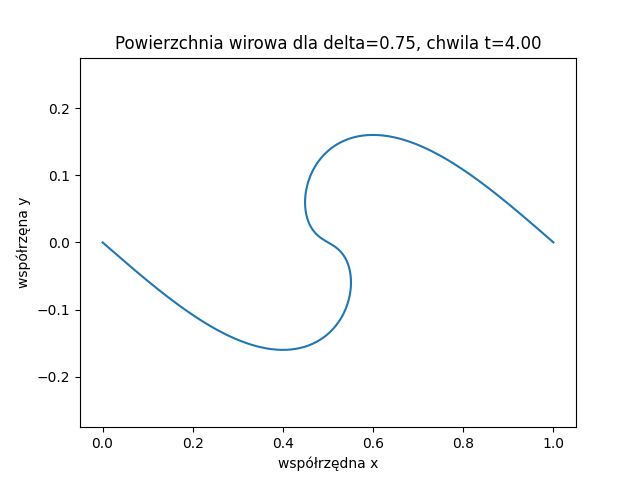 Powierzchnia wirowa dla delta=0.75, chwila t=4.00
współrzęna y
0.2
0.1
0.0
−0.1
−0.2
0.0 0.2 0.4 0.6 0.8 1.0
współrzędna x